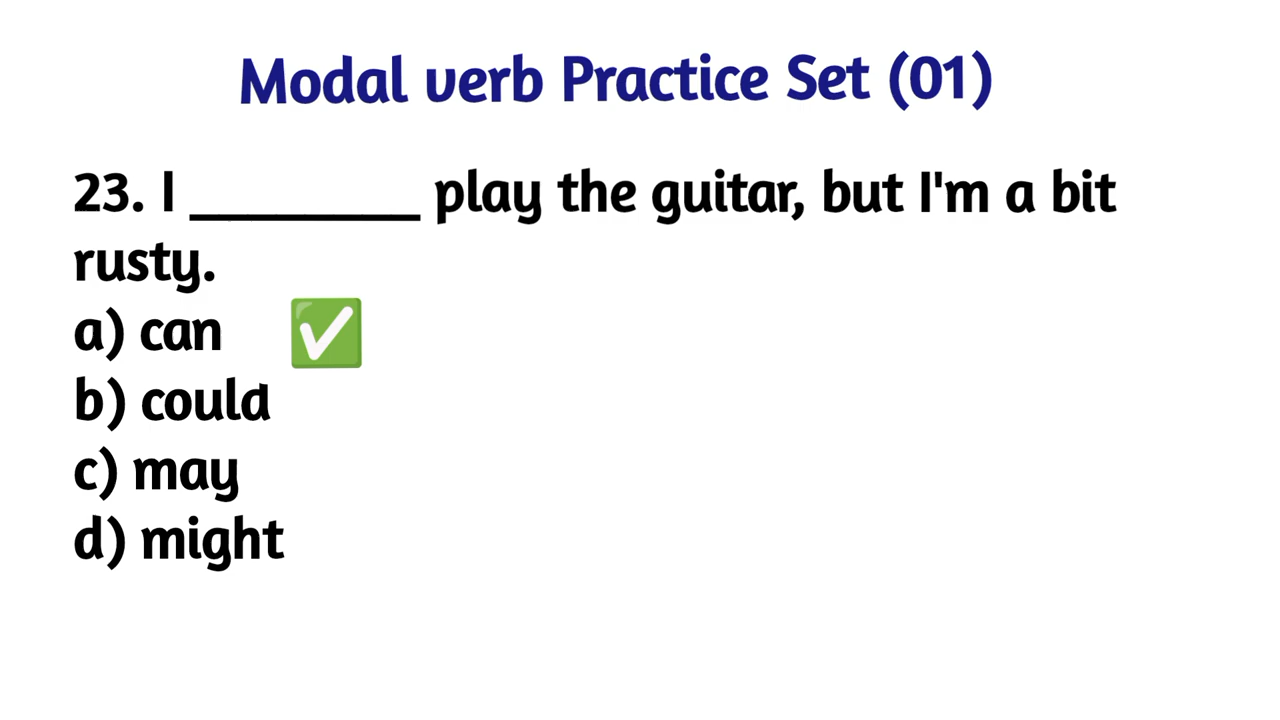 Modal verb Practice Set (01)
23. I ________ play the guitar, but I'm a bit
rusty.
a) can ✅
b) could
c) may
d) might